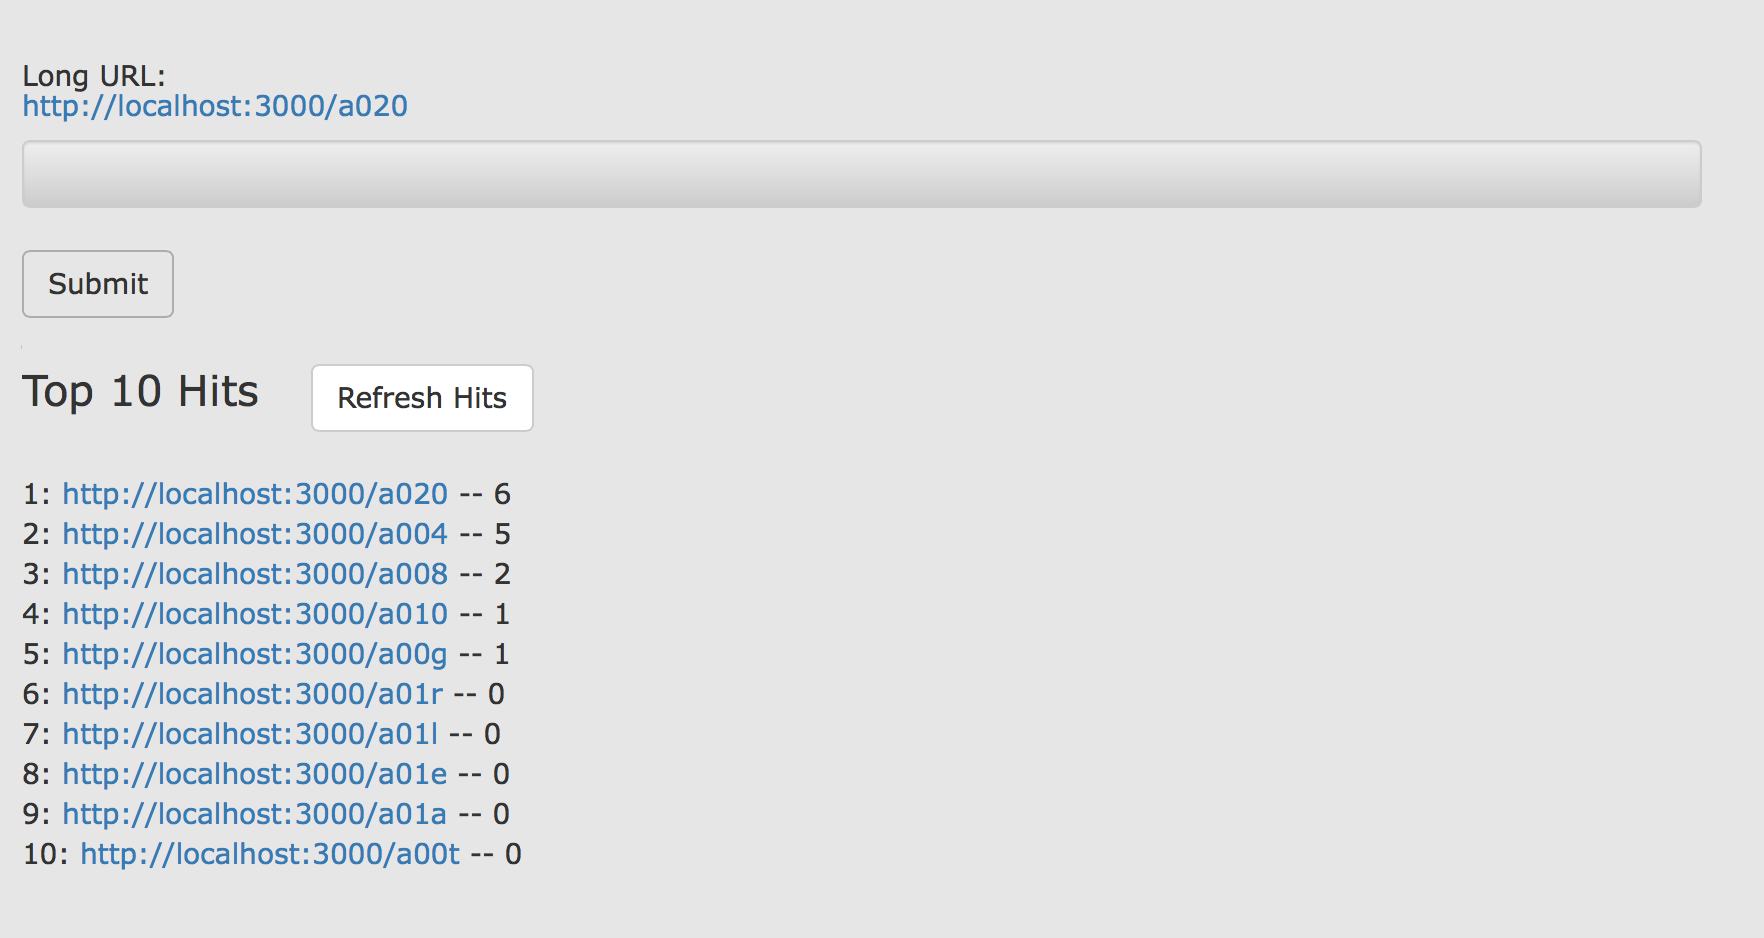 Long URL:
http://localhost:3000/a020
Submit
Top 10 Hits Refresh Hits
1: http://localhost:3000/a020 -- 6
2: http://localhost:3000/a004 -- 5
3: http://localhost:3000/a008 -- 2
4: http://localhost:3000/a010 -- 1
5: http://localhost:3000/a00g -- 1
6: http://localhost:3000/a01r -- 0
7: http://localhost:3000/a01l -- 0
8: http://localhost:3000/a01e -- 0
9: http://localhost:3000/a01a -- 0
10: http://localhost:3000/a00t -- 0